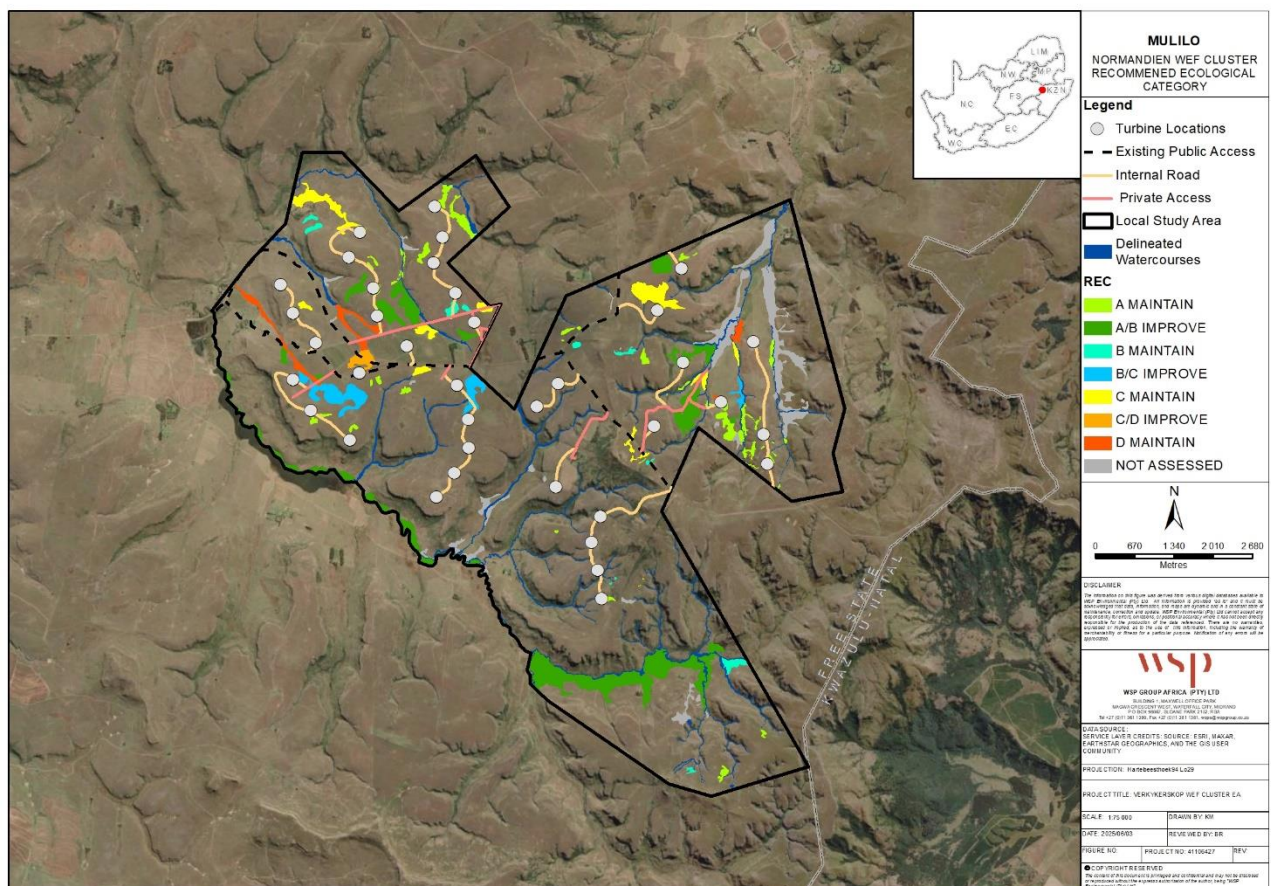 LIM
NW
MP
FS
KZN
NC
EC
WC
FREE STATE
KWAZULU NATAL
MULILO
NORMANDIEN WEF CLUSTER
RECOMMENED ECOLOGICAL
CATEGORY
Legend
Turbine Locations
Existing Public Access
Internal Road
Private Access
Local Study Area
Delineated
Watercourses
REC
A MAINTAIN
A/B IMPROVE
B MAINTAIN
B/C IMPROVE
C MAINTAIN
C/D IMPROVE
D MAINTAIN
NOT ASSESSED
N
0 670 1 340 2 010 2 680
Metres
DISCLAIMER
wsp
WSP GROUP AFRICA (PTY) LTD
DATA SOURCE:
SERVICE LAYER CREDITS: SOURCE: ESRI, MAXAR,
EARTHSTAR GEOGRAPHICS, AND THE GIS USER
COMMUNITY
PROJECTION: Hartebeesthoek94 Lo29
PROJECT TITLE: VERKYKERSKOP WEF CLUSTER EA
SCALE: 1:75 000 DRAWN BY: KM
DATE: 2025/06/03 REVIEWED BY: BR
FIGURE NO: PROJECT NO: 41106427 REV:
COPYRIGHT RESERVED